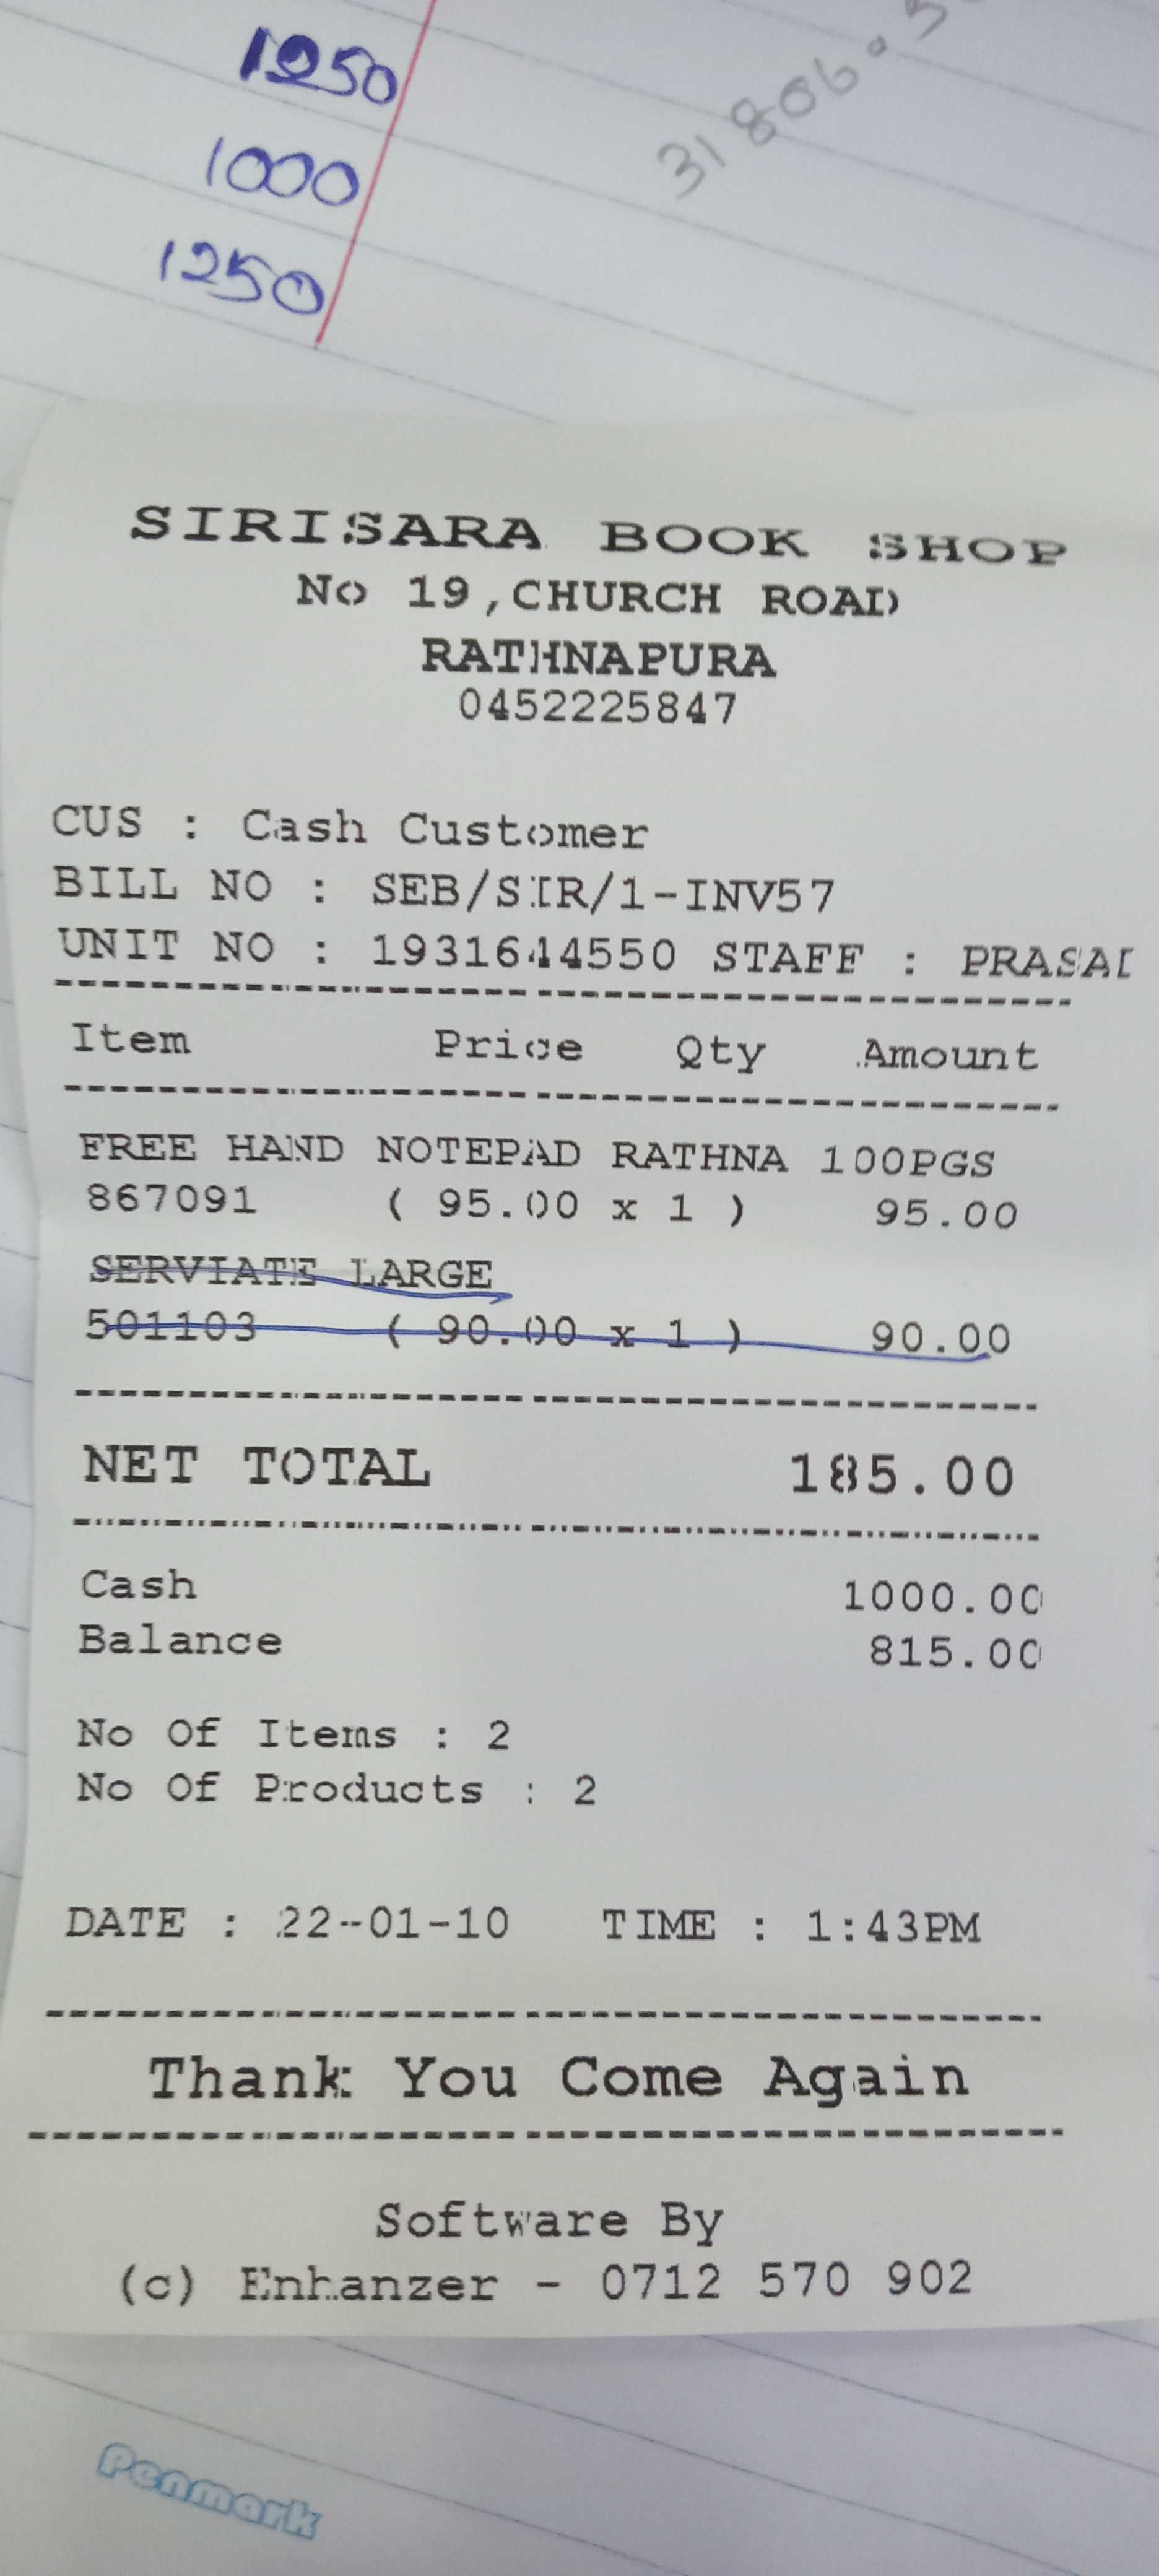 1250
1000
1250
31806.5
SIRISARA BOOK SHOP
No 19,CHURCH ROAD
RATHNAPURA
0452225847
CUS : Cash Customer
BILL NO : SEB/SIR/1-INV57
UNIT NO : 1931644550 STAFF : PRASAD
Item Price Qty Amount
FREE HAND NOTEPAD RATHNA 100PGS
867091 ( 95.00 x 1 ) 95.00
SERVIATE LARGE
501103 ( 90.00 x 1 ) 90.00
NET TOTAL 185.00
Cash 1000.00
Balance 815.00
No Of Items : 2
No Of Products : 2
DATE : 22-01-10 TIME : 1:43PM
Thank You Come Again
Software By
(c) Enhanzer - 0712 570 902
Penmark